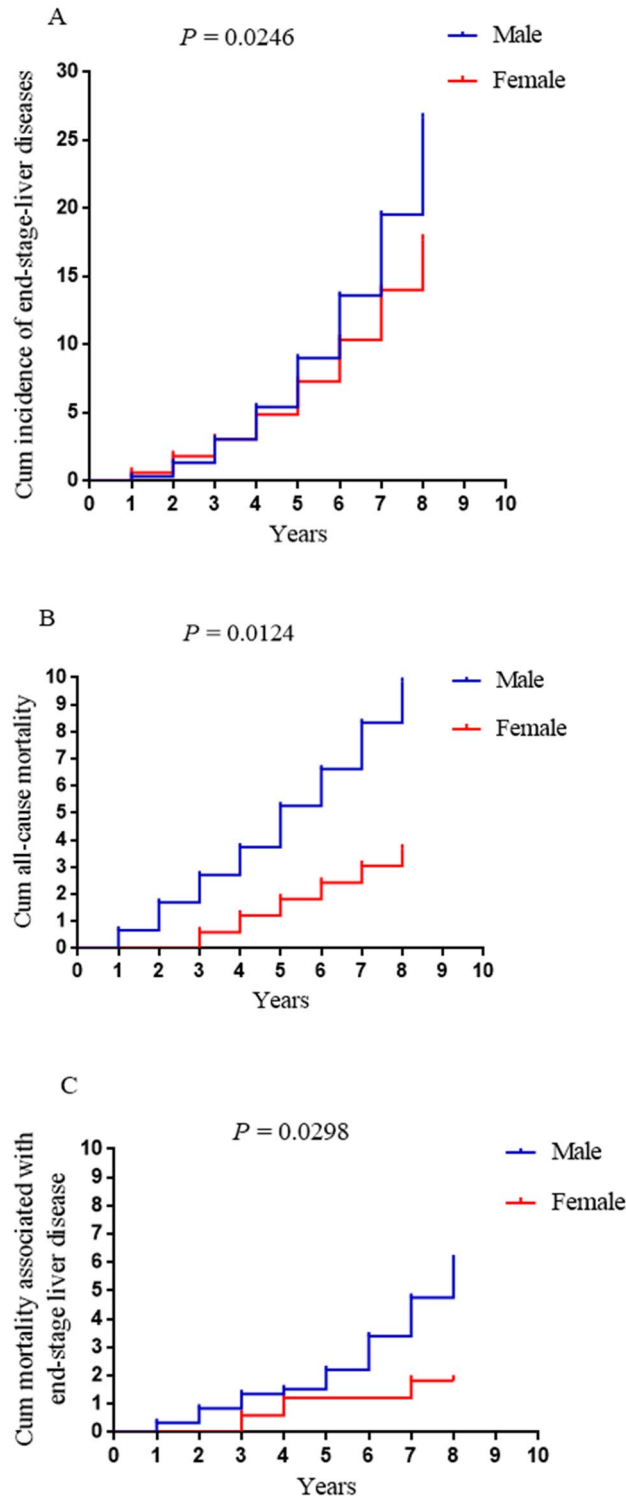 A
P = 0.0246
Male
Female
Cum incidence of end-stage-liver diseases
30
25
20
15
10
5
0
0 1 2 3 4 5 6 7 8 9 10
Years
B
P = 0.0124
Male
Female
Cum all-cause mortality
10
9
8
7
6
5
4
3
2
1
0
0 1 2 3 4 5 6 7 8 9 10
Years
C
P = 0.0298
Male
Female
Cum mortality associated with
end-stage liver disease
10
9
8
7
6
5
4
3
2
1
0
0 1 2 3 4 5 6 7 8 9 10
Years